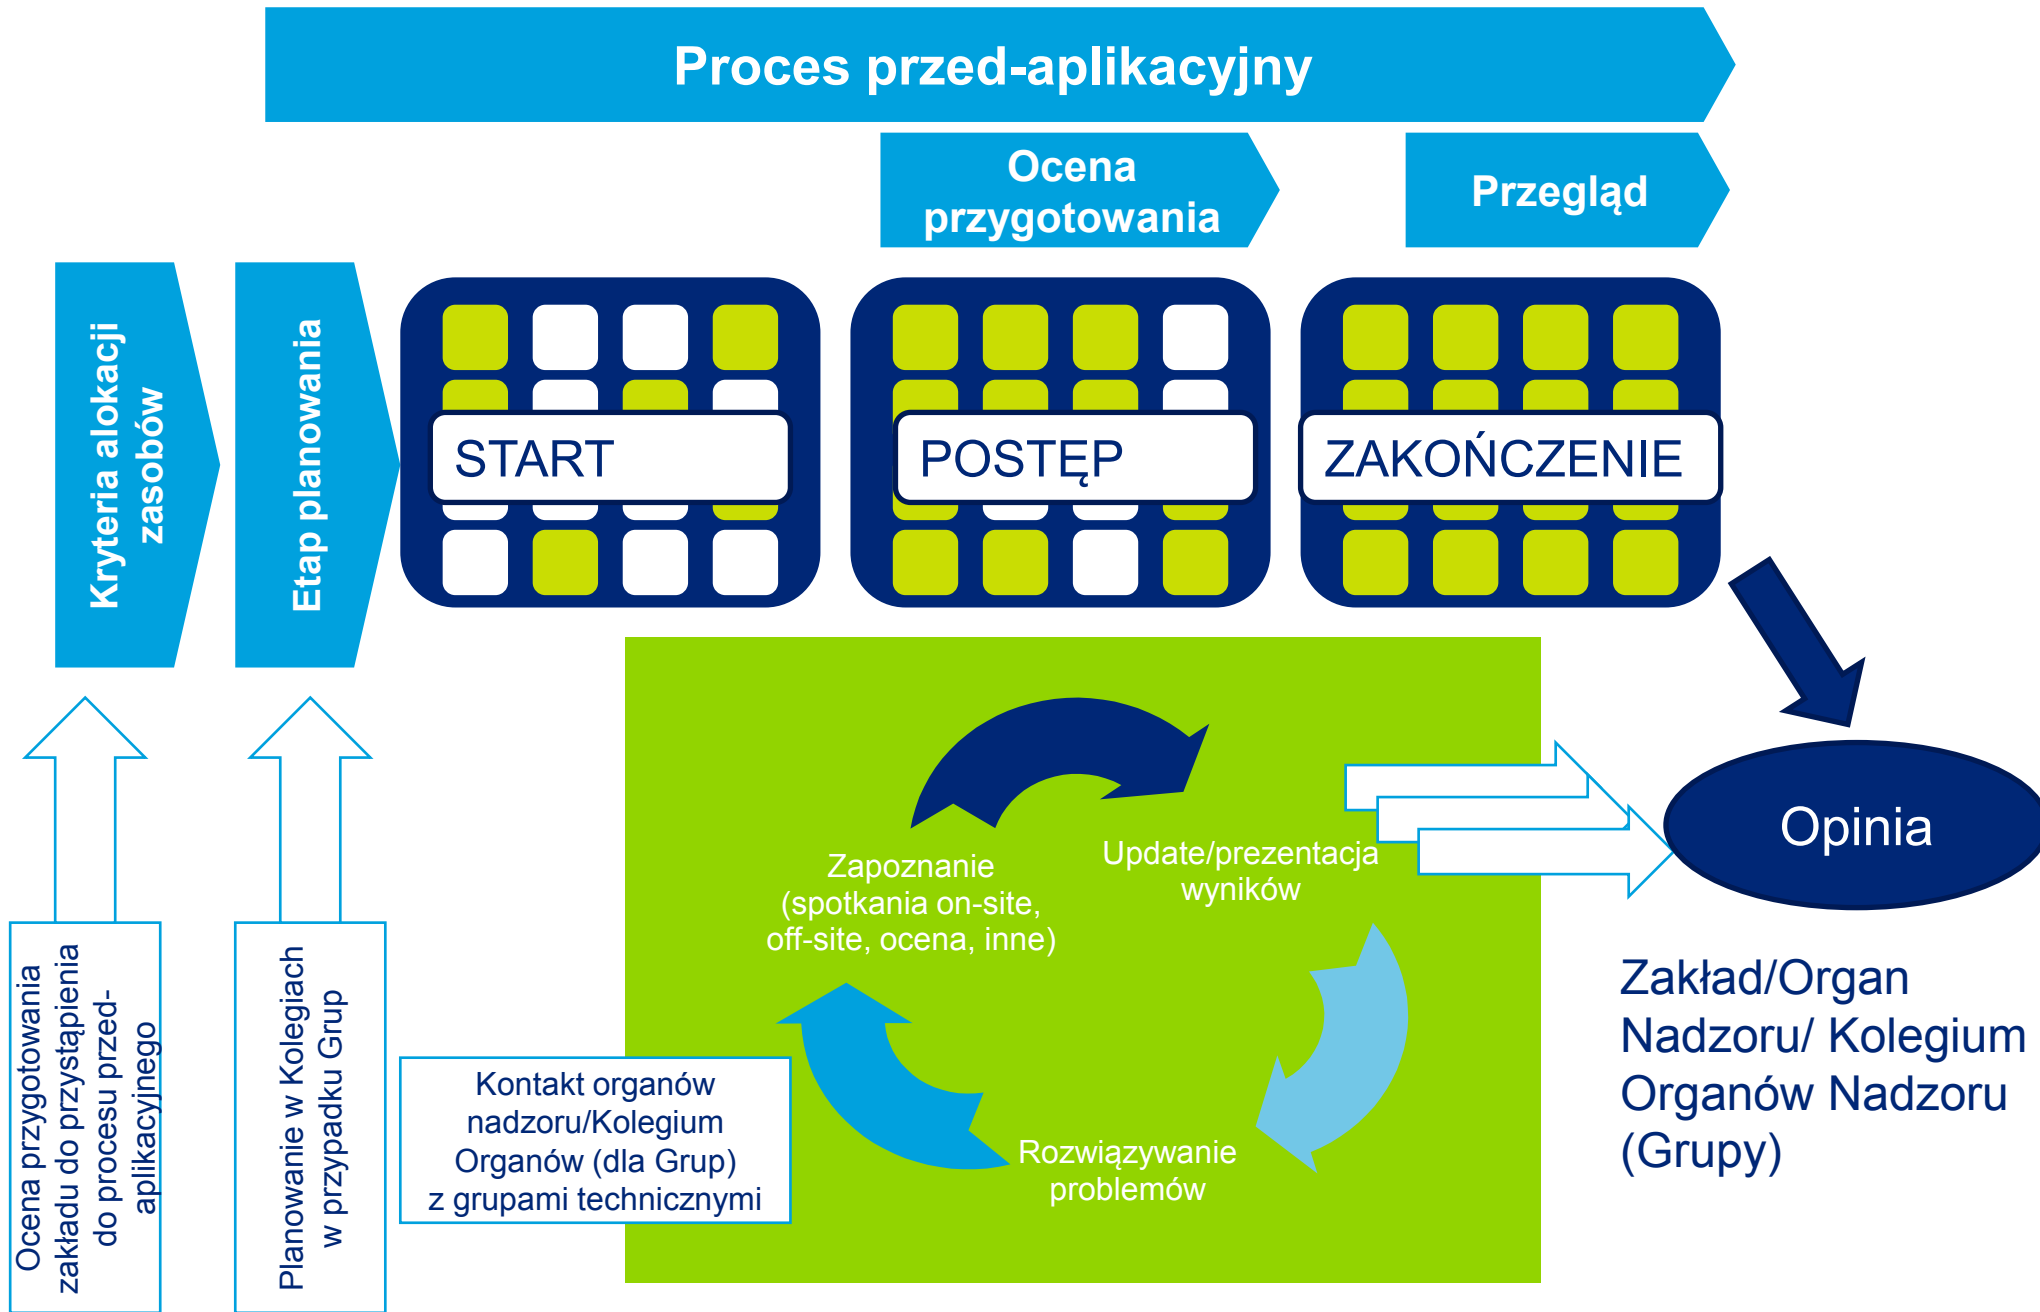 Proces przed-aplikacyjny
Ocena
przygotowania
Przegląd
Kryteria alokacji
zasobów
Etap planowania
START
POSTĘP
ZAKOŃCZENIE
Zapoznanie
(spotkania on-site,
off-site, ocena, inne)
Update/prezentacja
wyników
Rozwiązywanie
problemów
Opinia
Ocena przygotowania
zakładu do przystąpienia
do procesu przed-
aplikacyjnego
Planowanie w Kolegiach
w przypadku Grup
Kontakt organów
nadzoru/Kolegium
Organów (dla Grup)
z grupami technicznymi
Zakład/Organ
Nadzoru/ Kolegium
Organów Nadzoru
(Grupy)